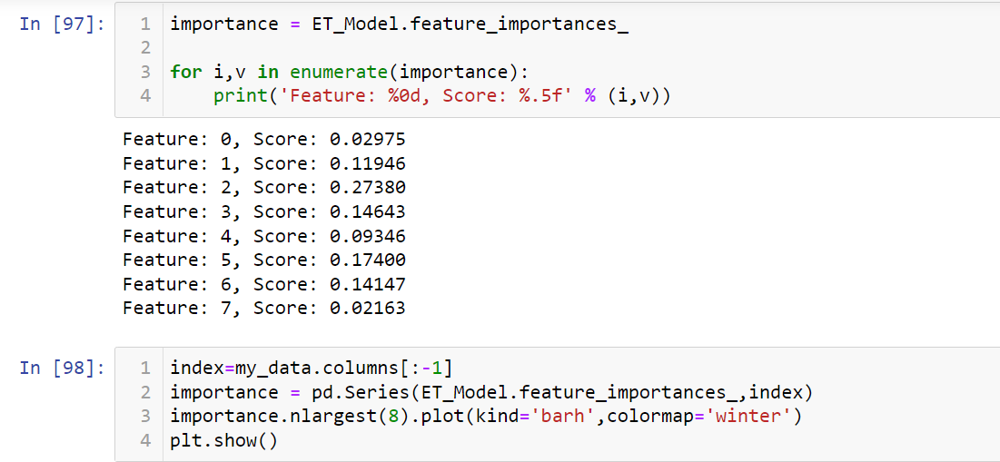 In [97]:
1 importance = ET_Model.feature_importances_
2
3 for i,v in enumerate(importance):
4     print('Feature: %0d, Score: %.5f' % (i,v))
Feature: 0, Score: 0.02975
Feature: 1, Score: 0.11946
Feature: 2, Score: 0.27380
Feature: 3, Score: 0.14643
Feature: 4, Score: 0.09346
Feature: 5, Score: 0.17400
Feature: 6, Score: 0.14147
Feature: 7, Score: 0.02163
In [98]:
1 index=my_data.columns[:-1]
2 importance = pd.Series(ET_Model.feature_importances_,index)
3 importance.nlargest(8).plot(kind='barh',colormap='winter')
4 plt.show()